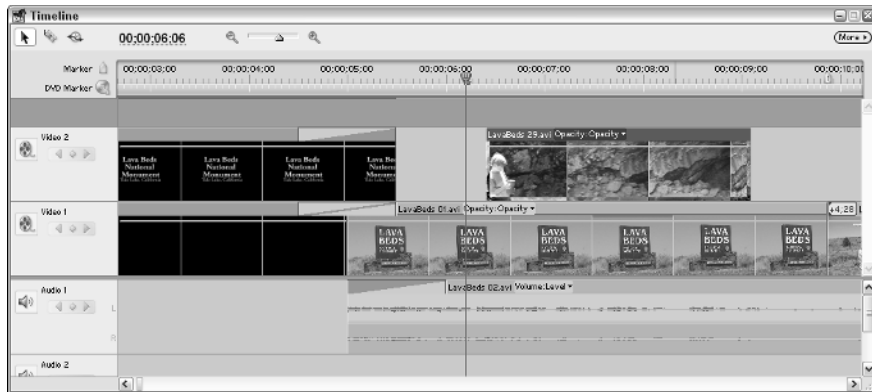 Timeline
00;00;06;06
More
Marker
DVD Marker
00;00;03;00 00;00;04;00 00;00;05;00 00;00;06;00 00;00;07;00 00;00;08;00 00;00;09;00 00;00;10;00
Video 2
LavaBeds 29.avi Opacity:Opacity
Lava Beds National Monument Lava Beds National Monument Lava Beds National Monument Lava Beds National Monument
Video 1
LavaBeds 01.avi Opacity:Opacity
+4,28
LAVA BEDS LAVA BEDS LAVA BEDS LAVA BEDS LAVA BEDS LAVA BEDS
Audio 1
LavaBeds 02.avi Volume:Level
L
R
Audio 2